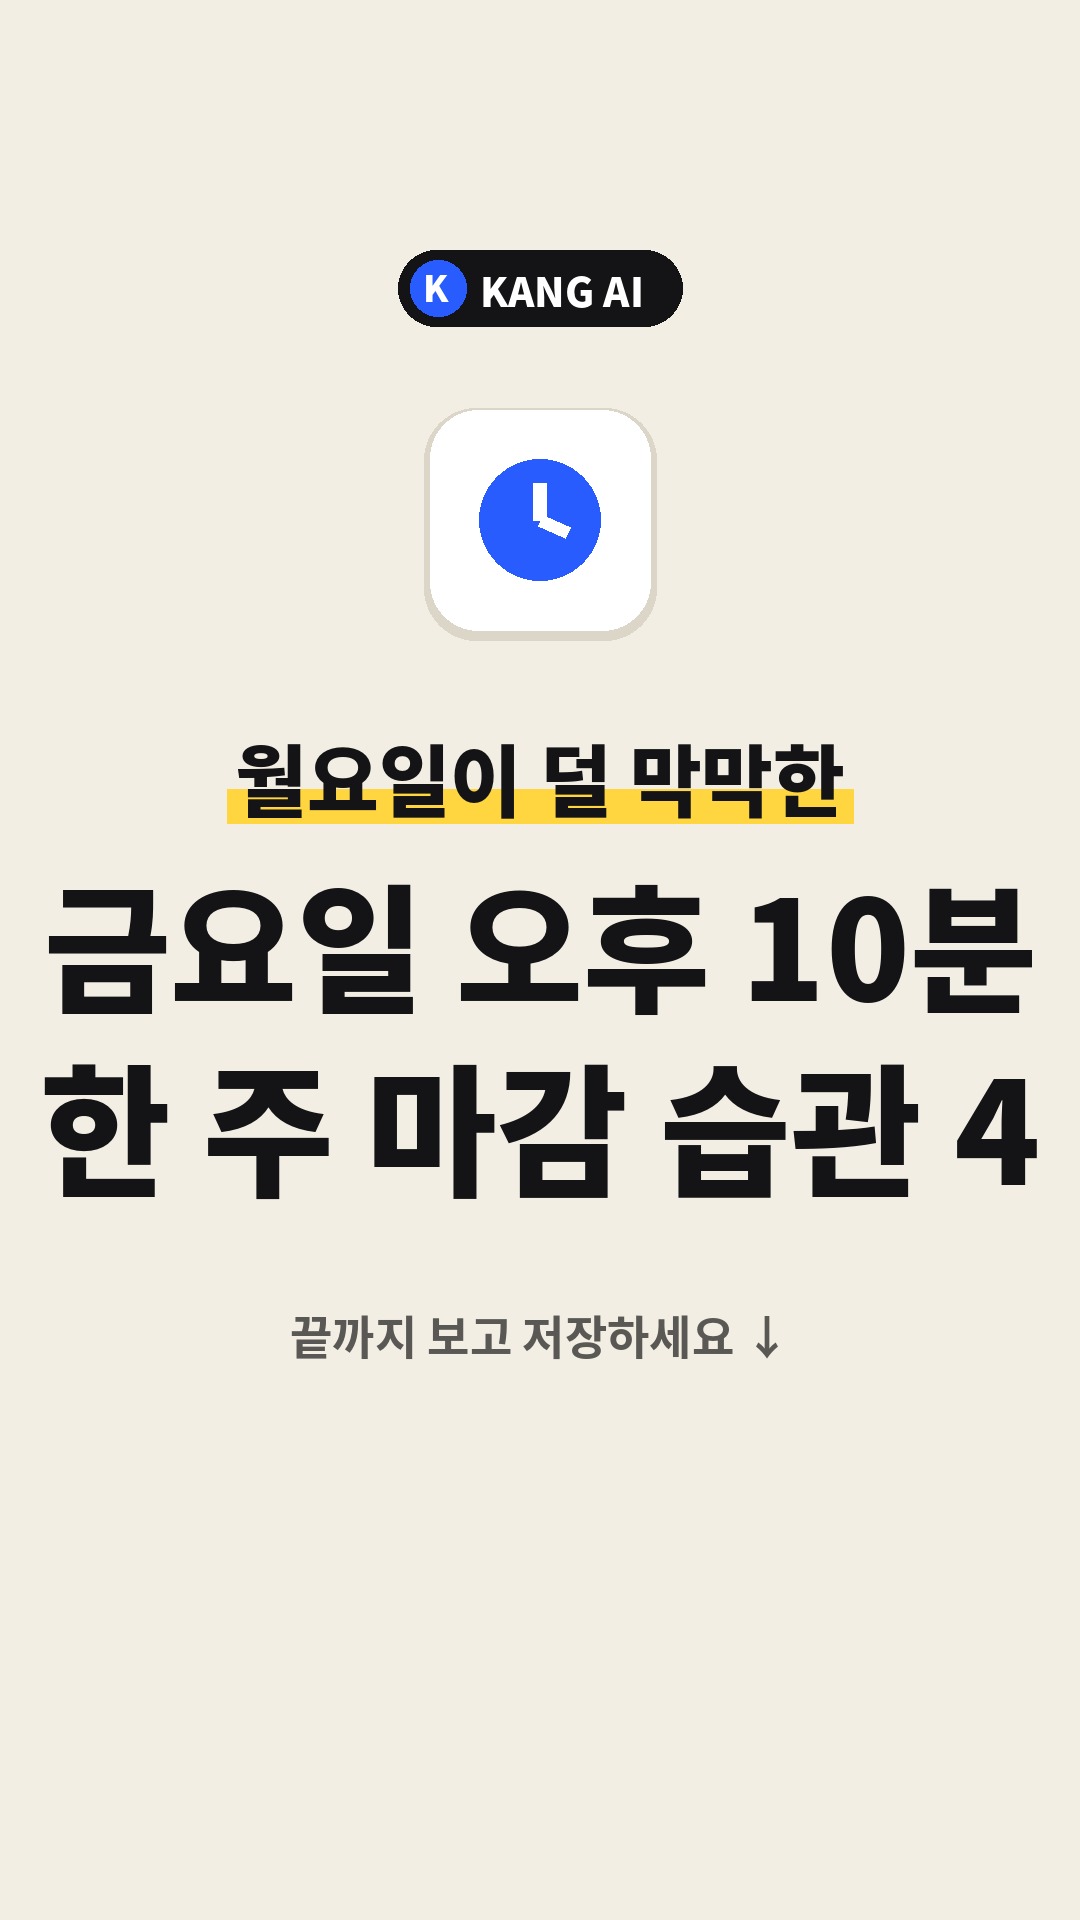 K KANG AI
월요일이 덜 막막한
금요일 오후 10분
한 주 마감 습관 4
끝까지 보고 저장하세요 ↓